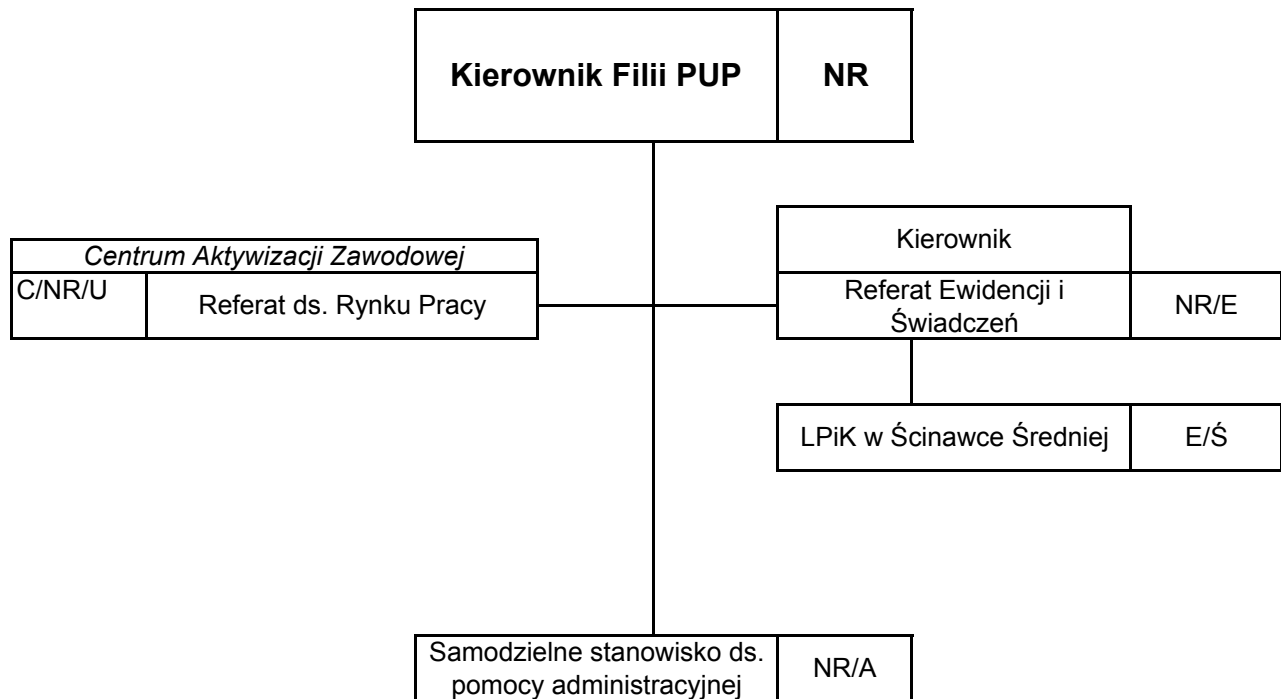 Kierownik Filii PUP
NR
Centrum Aktywizacji Zawodowej
C/NR/U
Referat ds. Rynku Pracy
Kierownik
Referat Ewidencji i
Świadczeń
NR/E
LPiK w Ścinawce Średniej
E/Ś
Samodzielne stanowisko ds.
pomocy administracyjnej
NR/A